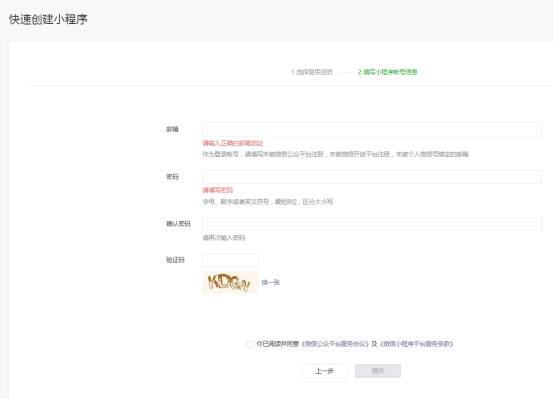 快速创建小程序
1 选择复用资质 2 填写小程序帐号信息
邮箱
请输入正确的邮箱地址
作为登录帐号，请填写未被微信公众平台注册，未被微信开放平台注册，未被个人微信号绑定的邮箱
密码
请填写密码
字母、数字或者英文符号，最短8位，区分大小写
确认密码
请再次输入密码
验证码
KDGN 换一张
你已阅读并同意《微信公众平台服务协议》及《微信小程序平台服务条款》
上一步 提交